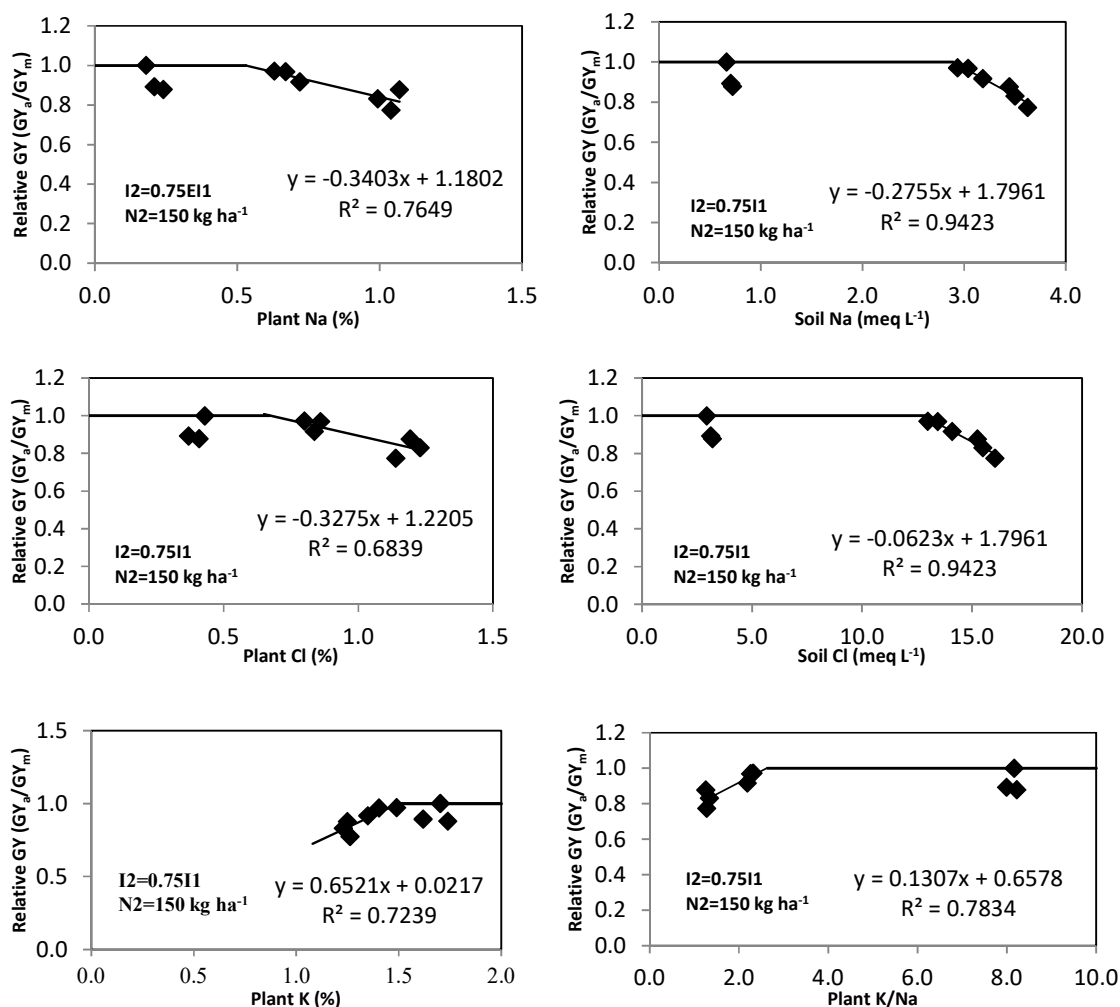 1.2
1.0
0.8
0.6
0.4
0.2
0.0
Relative GY (GYa/GYm)
I2=0.75EI1
N2=150 kg ha-1
y = -0.3403x + 1.1802
R² = 0.7649
0.0 0.5 1.0 1.5
Plant Na (%)
1.2
1.0
0.8
0.6
0.4
0.2
0.0
Relative GY (GYa/GYm)
I2=0.75I1
N2=150 kg ha-1
y = -0.2755x + 1.7961
R² = 0.9423
0.0 1.0 2.0 3.0 4.0
Soil Na (meq L-1)
1.2
1.0
0.8
0.6
0.4
0.2
0.0
Relative GY (GYa/GYm)
I2=0.75I1
N2=150 kg ha-1
y = -0.3275x + 1.2205
R² = 0.6839
0.0 0.5 1.0 1.5
Plant Cl (%)
1.2
1.0
0.8
0.6
0.4
0.2
0.0
Relative GY (GYa/GYm)
I2=0.75I1
N2=150 kg ha-1
y = -0.0623x + 1.7961
R² = 0.9423
0.0 5.0 10.0 15.0 20.0
Soil Cl (meq L-1)
1.5
1.0
0.5
0.0
Relative GY (GYa/GYm)
I2=0.75I1
N2=150 kg ha-1
y = 0.6521x + 0.0217
R² = 0.7239
0.0 0.5 1.0 1.5 2.0
Plant K (%)
1.2
1.0
0.8
0.6
0.4
0.2
0.0
Relative GY (GYa/GYm)
I2=0.75I1
N2=150 kg ha-1
y = 0.1307x + 0.6578
R² = 0.7834
0.0 2.0 4.0 6.0 8.0 10.0
Plant K/Na